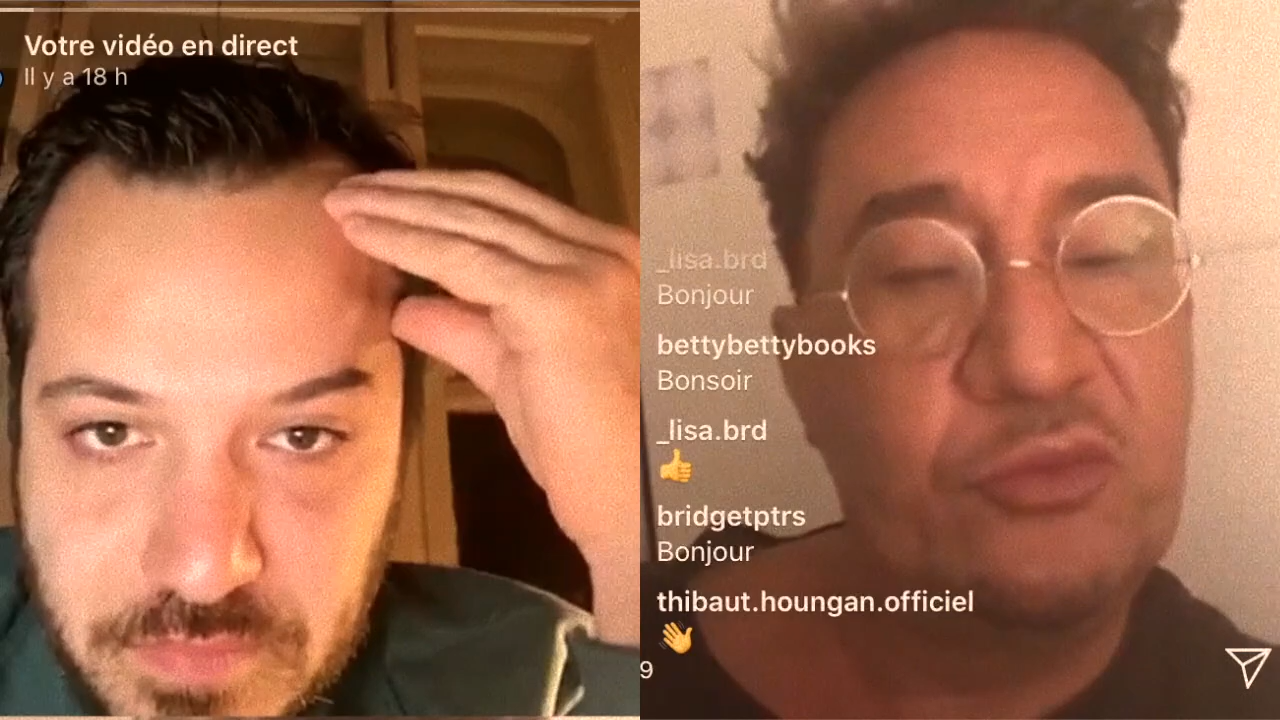 Votre vidéo en direct
Il y a 18 h
_lisa.brd
Bonjour
bettybettybooks
Bonsoir
_lisa.brd
👍
bridgetptrs
Bonjour
thibaut.houngan.officiel
👋
9